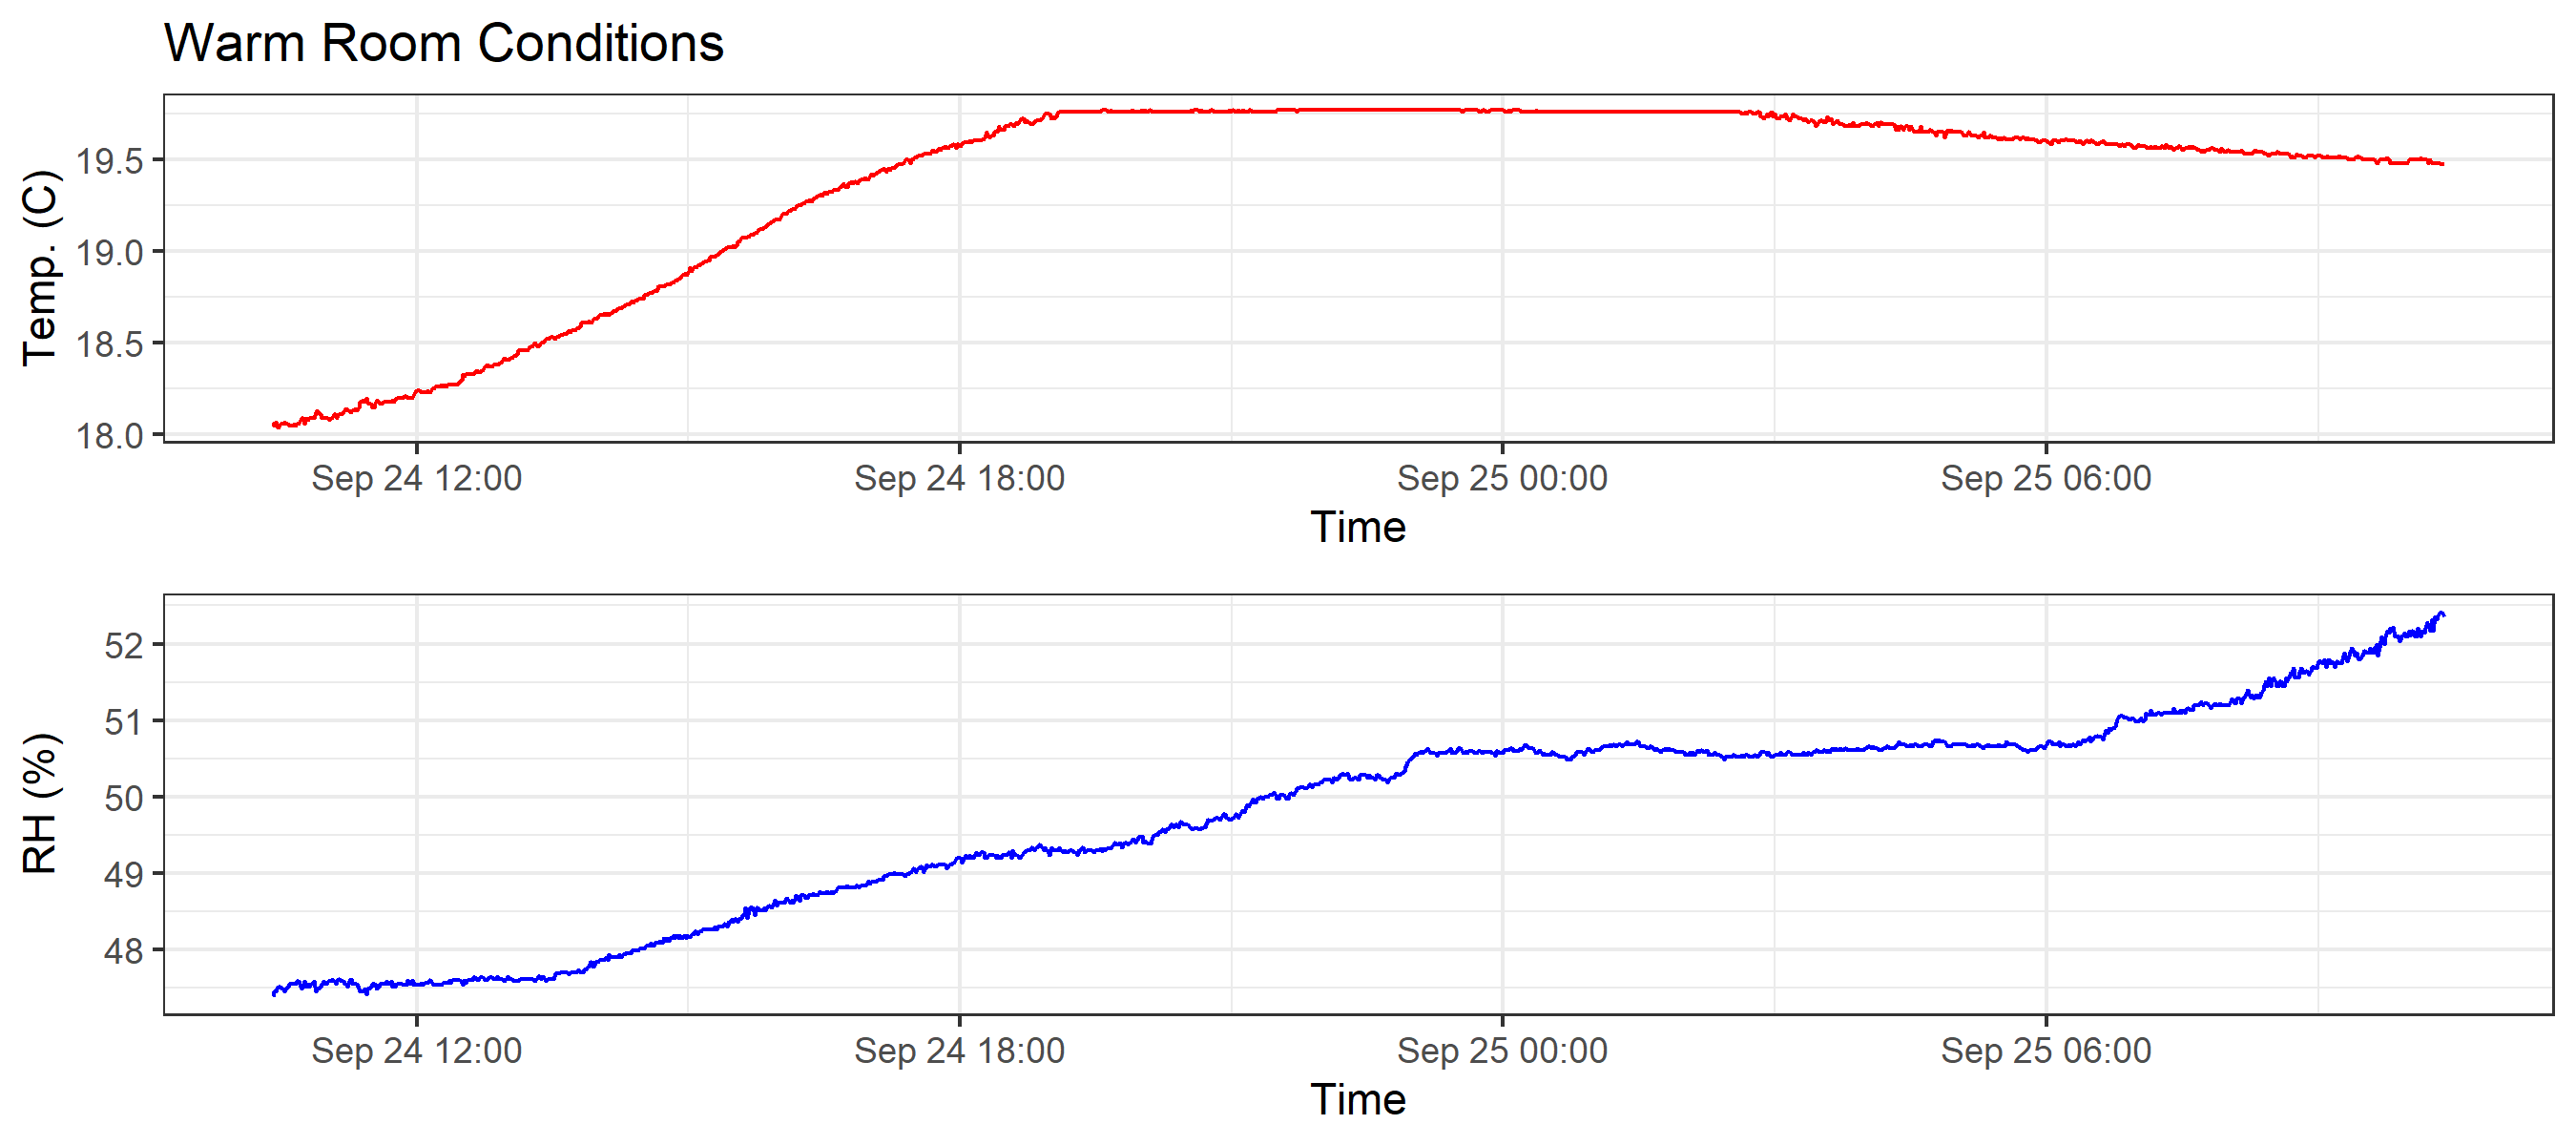 Warm Room Conditions
Temp. (C)
19.5
19.0
18.5
18.0
Sep 24 12:00 Sep 24 18:00 Sep 25 00:00 Sep 25 06:00
Time
RH (%)
52
51
50
49
48
Sep 24 12:00 Sep 24 18:00 Sep 25 00:00 Sep 25 06:00
Time